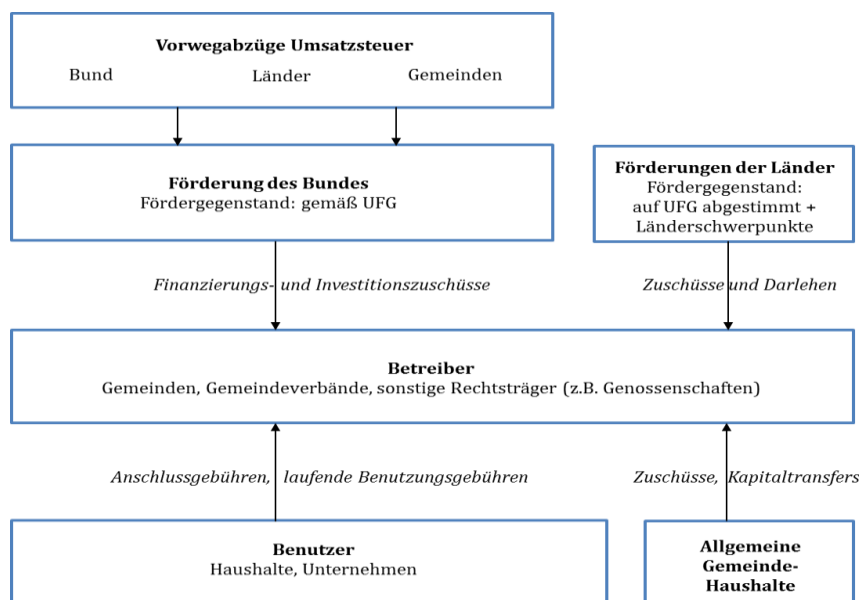 Vorwegabzüge Umsatzsteuer
Bund Länder Gemeinden
Förderung des Bundes
Fördergegenstand: gemäß UFG
Förderungen der Länder
Fördergegenstand:
auf UFG abgestimmt +
Länderschwerpunkte
Finanzierungs- und Investitionszuschüsse
Zuschüsse und Darlehen
Betreiber
Gemeinden, Gemeindeverbände, sonstige Rechtsträger (z.B. Genossenschaften)
Anschlussgebühren, laufende Benutzungsgebühren
Zuschüsse, Kapitaltransfers
Benutzer
Haushalte, Unternehmen
Allgemeine
Gemeinde-
Haushalte